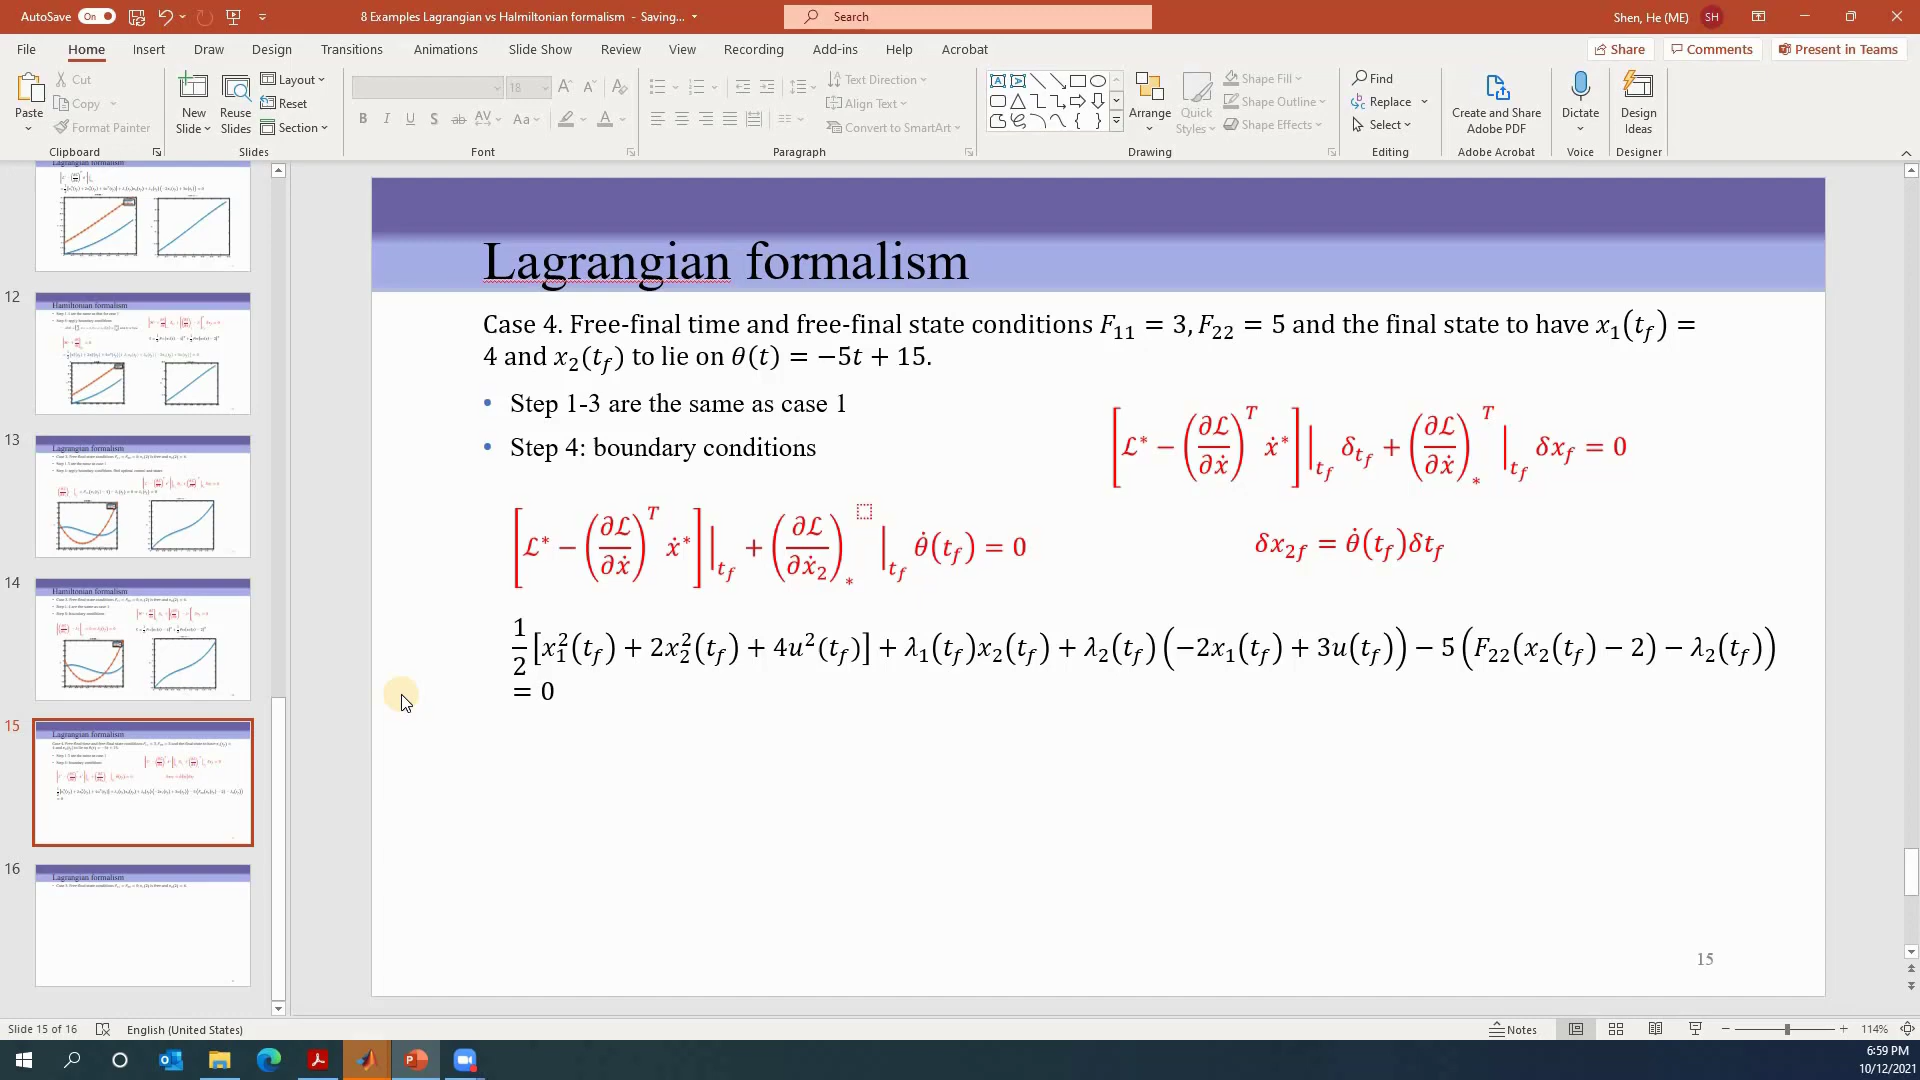 AutoSave On
8 Examples Lagrangian vs Halmiltonian formalism - Saving...
Search
Shen, He (ME) SH
File Home Insert Draw Design Transitions Animations Slide Show Review View Recording Add-ins Help Acrobat
Share Comments Present in Teams
Paste
Cut
Copy
Format Painter
Clipboard
New Slide
Reuse Slides
Layout
Reset
Section
Slides
18
Font
Text Direction
Align Text
Convert to SmartArt
Paragraph
Arrange
Quick Styles
Shape Fill
Shape Outline
Shape Effects
Drawing
Find
Replace
Select
Editing
Create and Share Adobe PDF
Adobe Acrobat
Dictate
Voice
Design Ideas
Designer
Lagrangian formalism
12
Hamiltonian formalism
13
Lagrangian formalism
14
Hamiltonian formalism
15
Lagrangian formalism
16
Lagrangian formalism
Lagrangian formalism
Case 4. Free-final time and free-final state conditions F₁₁ = 3, F₂₂ = 5 and the final state to have x₁(t_f) =
4 and x₂(t_f) to lie on θ(t) = −5t + 15.
• Step 1-3 are the same as case 1
• Step 4: boundary conditions
[ℒ* − (∂ℒ/∂ẋ)^T ẋ*]|_{t_f} δ_{t_f} + (∂ℒ/∂ẋ)_*^T|_{t_f} δx_f = 0
[ℒ* − (∂ℒ/∂ẋ)^T ẋ*]|_{t_f} + (∂ℒ/∂ẋ₂)_*|_{t_f} θ̇(t_f) = 0
δx_{2f} = θ̇(t_f)δt_f
1/2[x₁²(t_f) + 2x₂²(t_f) + 4u²(t_f)] + λ₁(t_f)x₂(t_f) + λ₂(t_f)(−2x₁(t_f) + 3u(t_f)) − 5(F₂₂(x₂(t_f) − 2) − λ₂(t_f))
= 0
15
Slide 15 of 16
English (United States)
Notes
114%
6:59 PM
10/12/2021